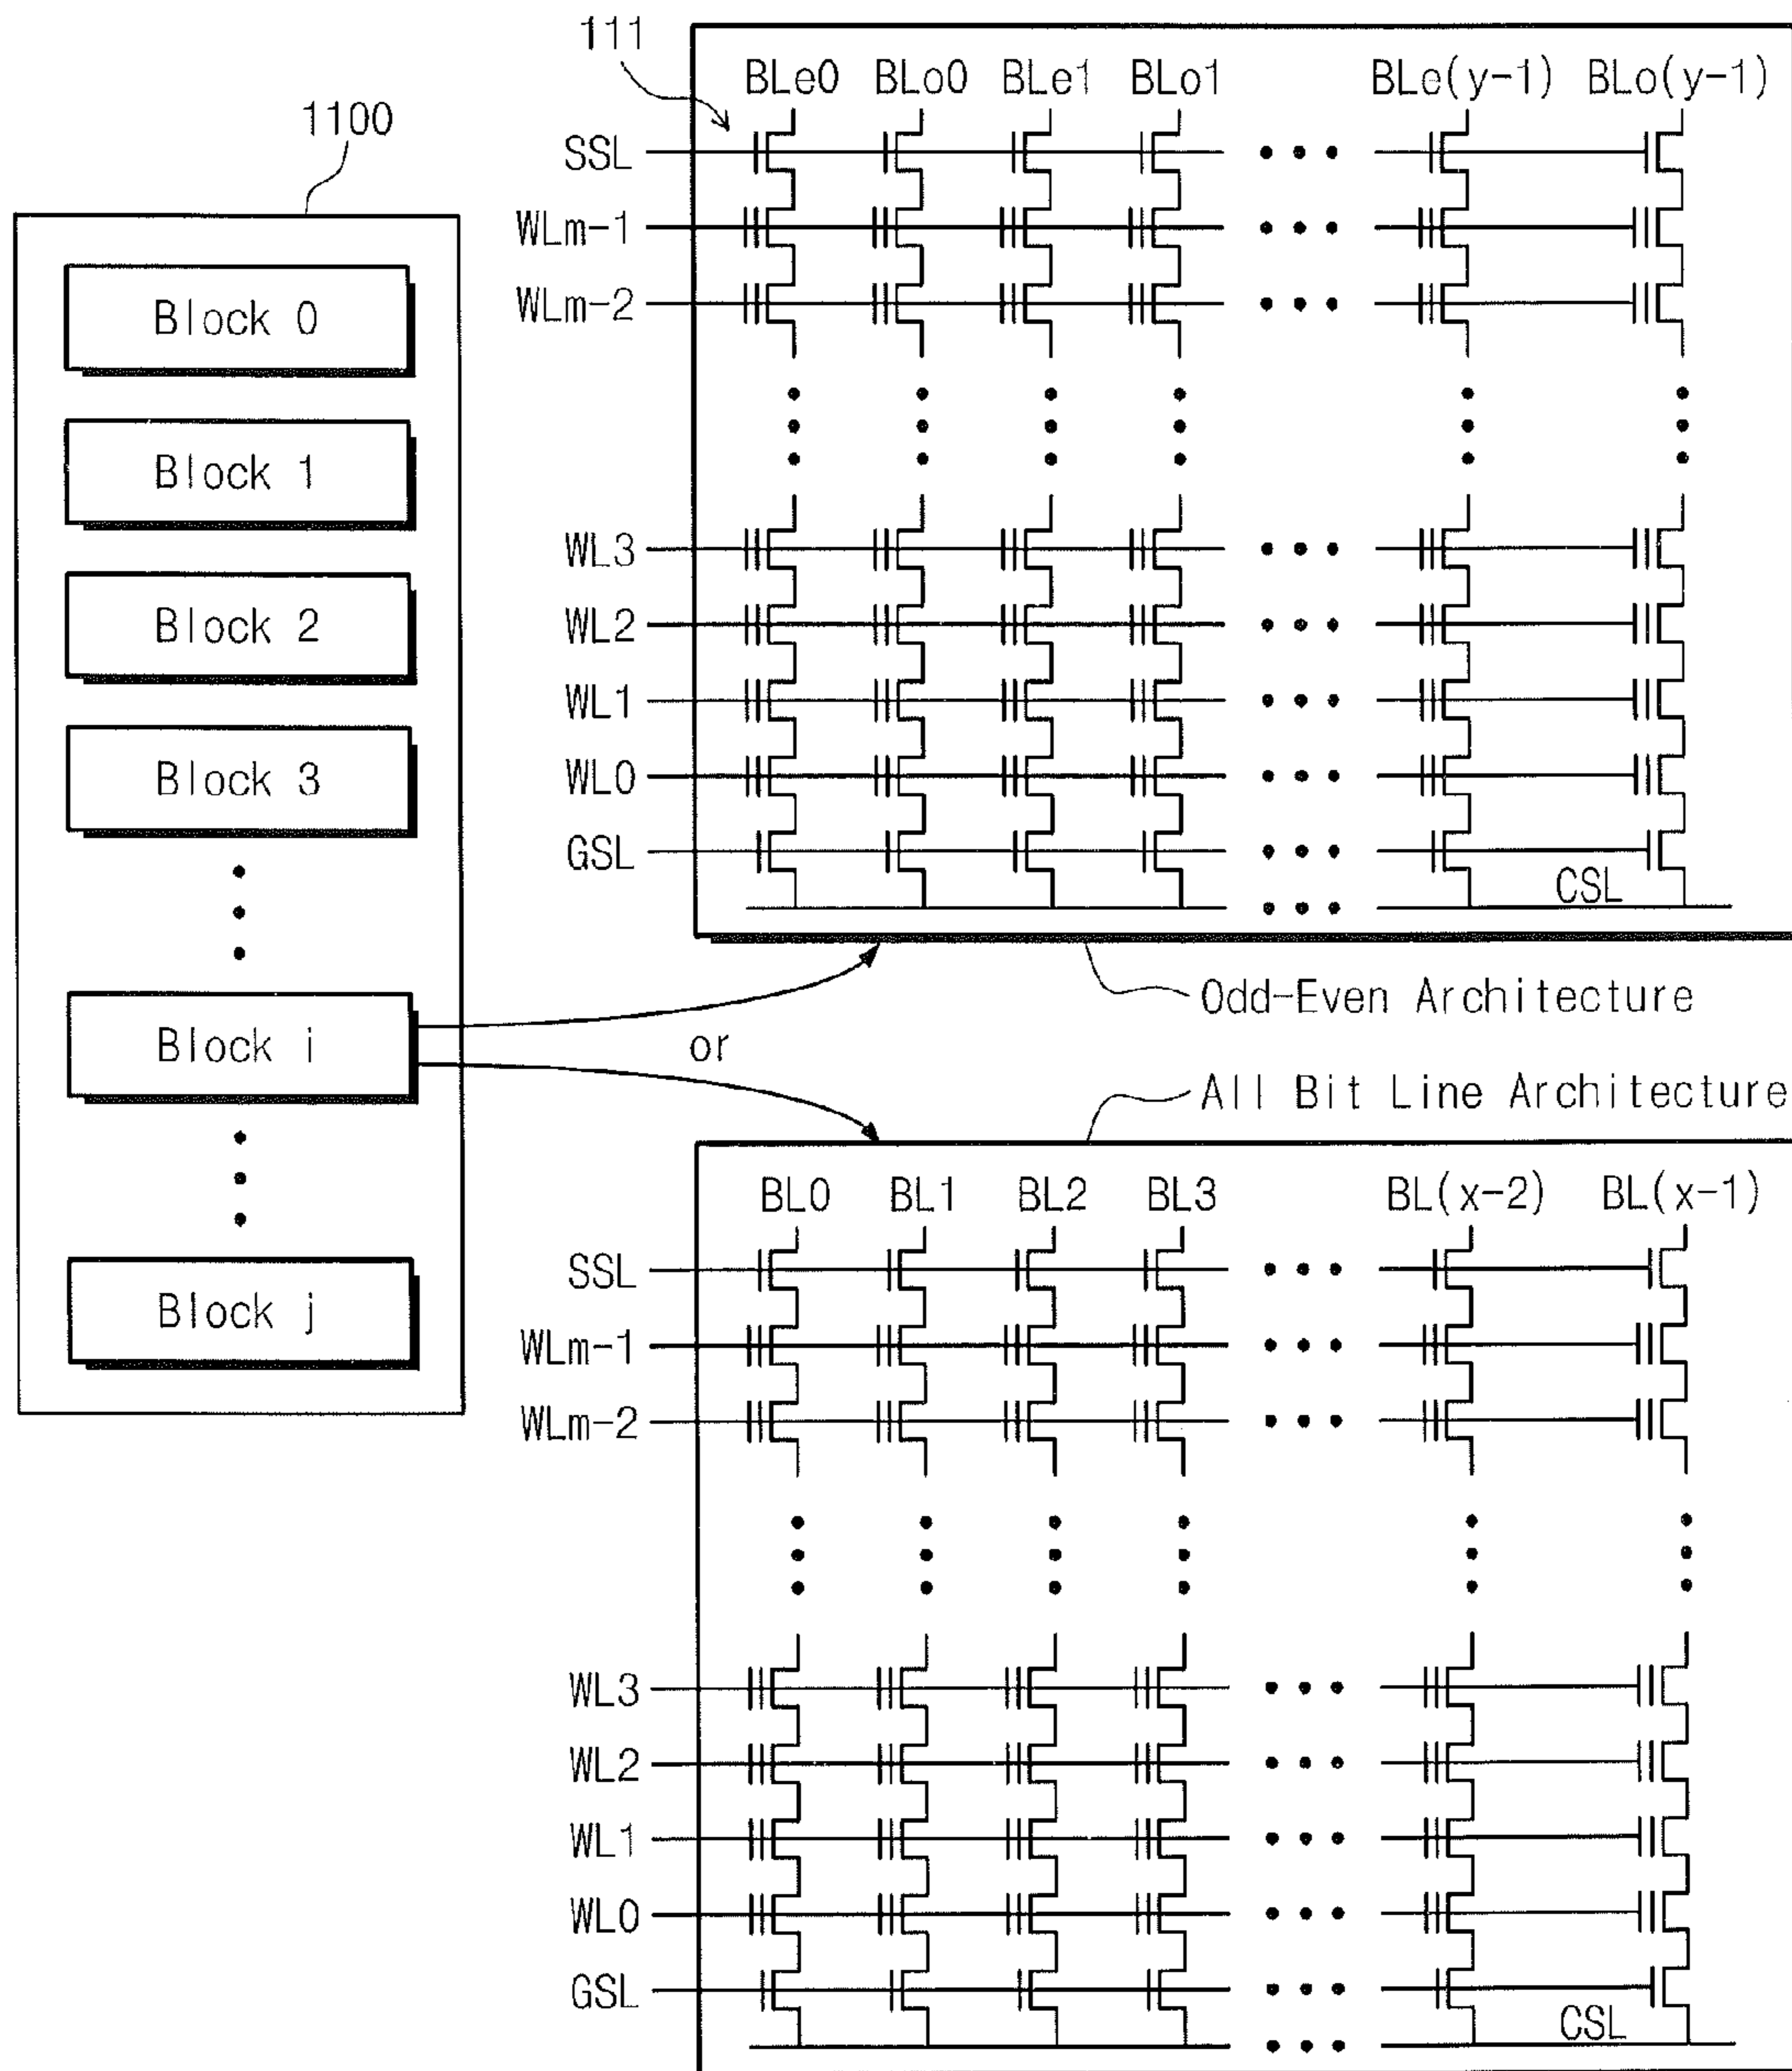 1100
Block 0
Block 1
Block 2
Block 3
Block i
Block j
or
111
BLe0 BLo0 BLe1 BLo1 BLe(y-1) BLo(y-1)
SSL
WLm-1
WLm-2
WL3
WL2
WL1
WL0
GSL
CSL
Odd-Even Architecture
All Bit Line Architecture
BL0 BL1 BL2 BL3 BL(x-2) BL(x-1)
SSL
WLm-1
WLm-2
WL3
WL2
WL1
WL0
GSL
CSL